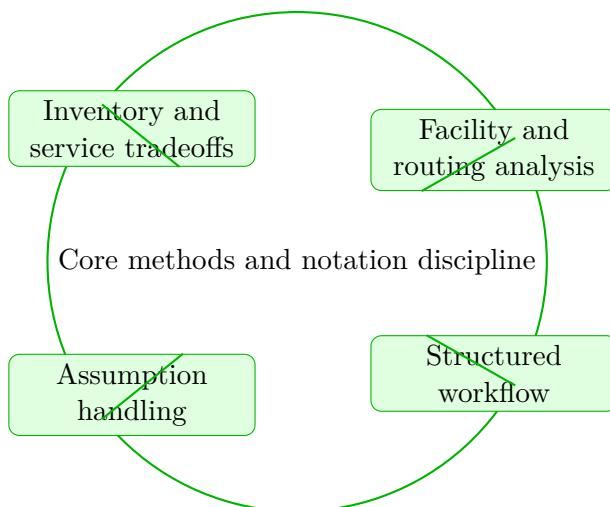 Inventory and
service tradeoffs
Facility and
routing analysis
Core methods and notation discipline
Assumption
handling
Structured
workflow